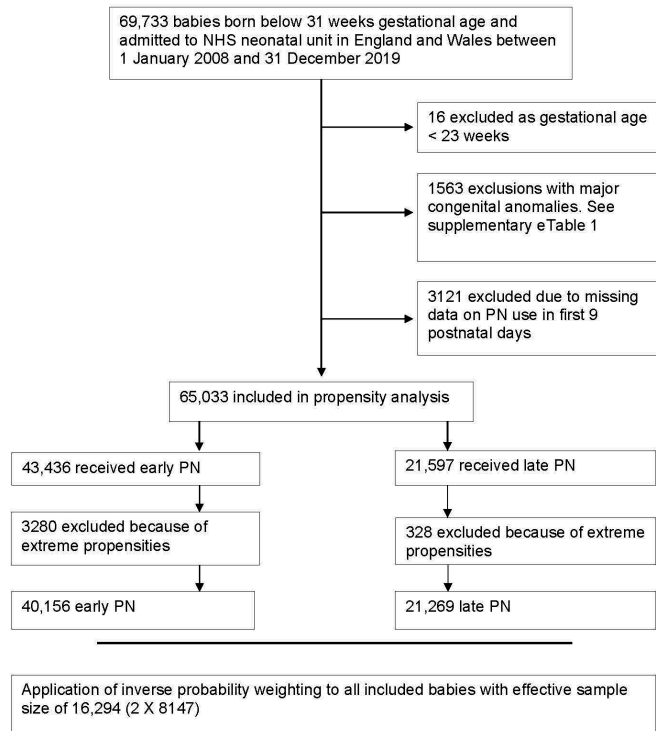 69,733 babies born below 31 weeks gestational age and
admitted to NHS neonatal unit in England and Wales between
1 January 2008 and 31 December 2019
16 excluded as gestational age
< 23 weeks
1563 exclusions with major
congenital anomalies. See
supplementary eTable 1
3121 excluded due to missing
data on PN use in first 9
postnatal days
65,033 included in propensity analysis
43,436 received early PN
21,597 received late PN
3280 excluded because of
extreme propensities
328 excluded because of extreme
propensities
40,156 early PN
21,269 late PN
Application of inverse probability weighting to all included babies with effective sample
size of 16,294 (2 X 8147)